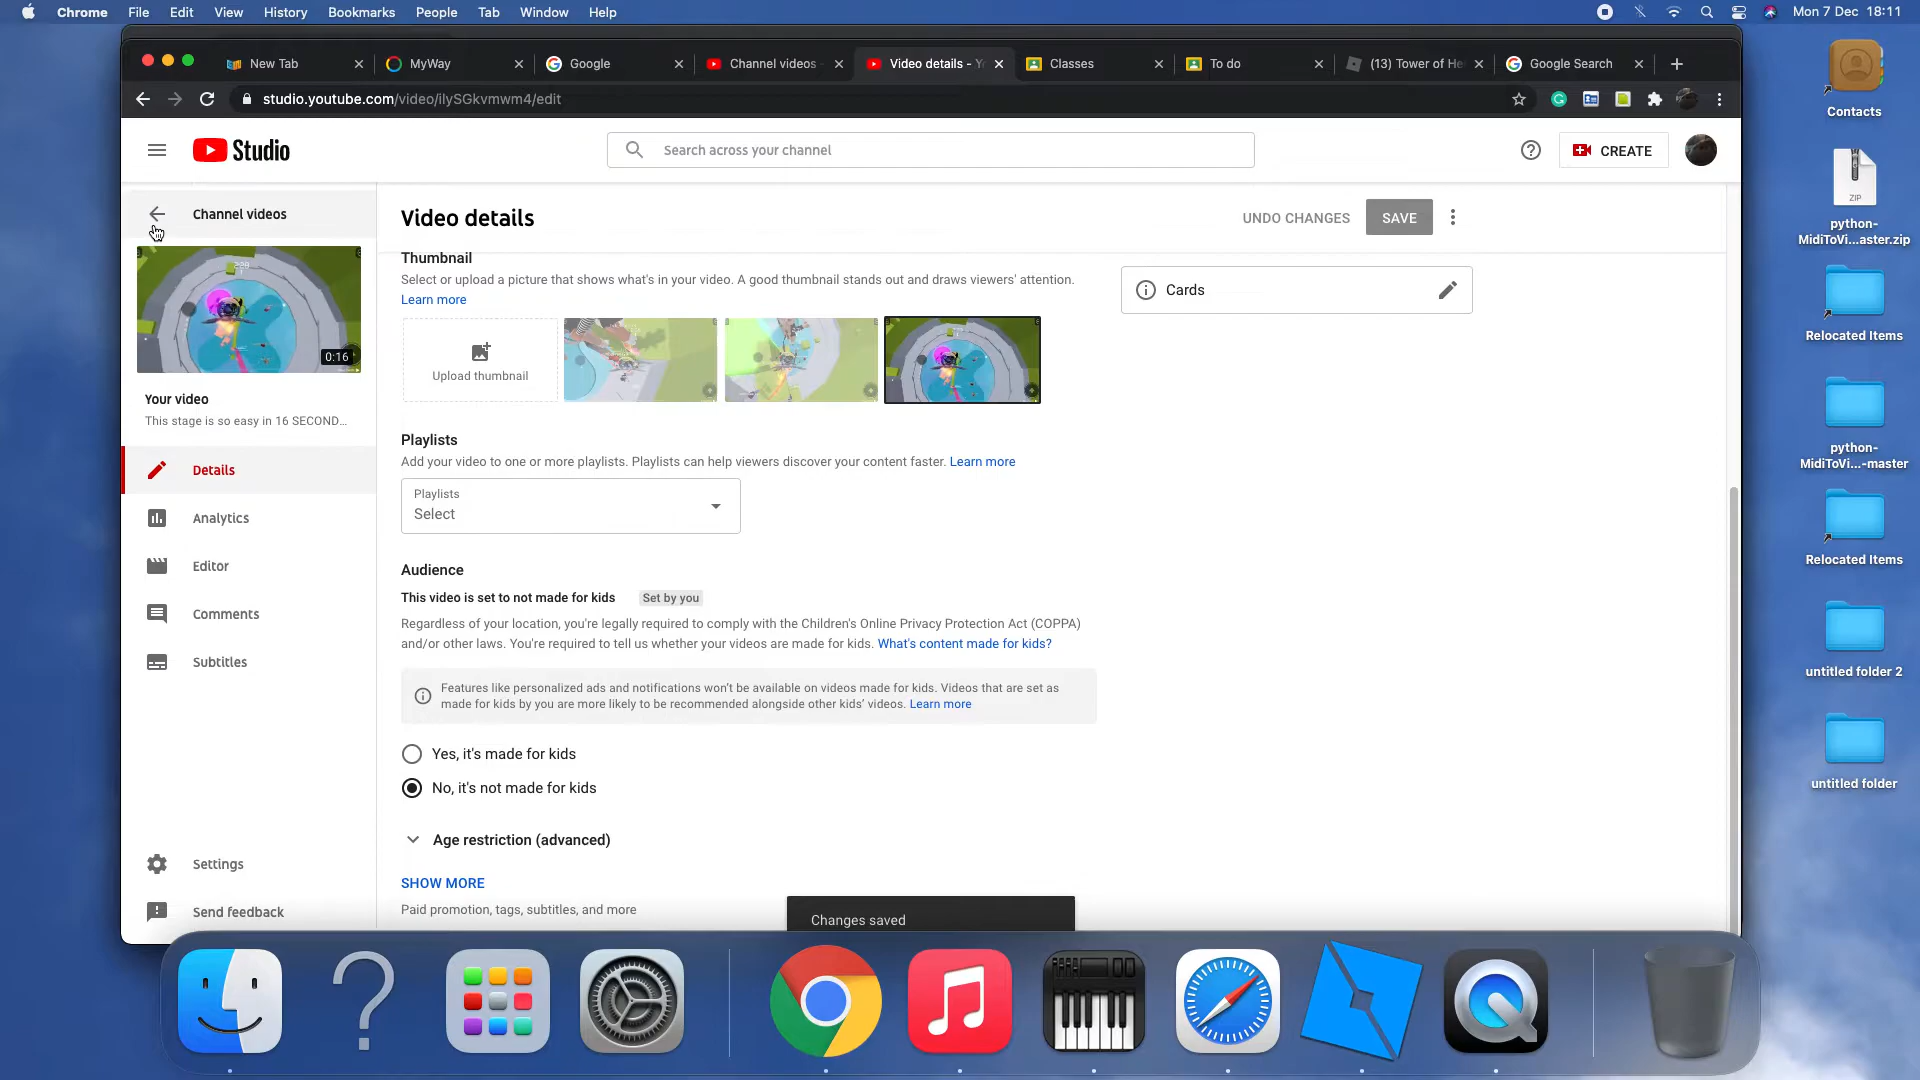 Chrome File Edit View History Bookmarks People Tab Window Help
Mon 7 Dec 18:11
New Tab
MyWay
Google
Channel videos
Video details - Y
Classes
To do
(13) Tower of He
Google Search
studio.youtube.com/video/ilySGkvmwm4/edit
Studio
Search across your channel
CREATE
Channel videos
0:16
Your video
This stage is so easy in 16 SECOND...
Details
Analytics
Editor
Comments
Subtitles
Settings
Send feedback
Video details
UNDO CHANGES
SAVE
Thumbnail
Select or upload a picture that shows what's in your video. A good thumbnail stands out and draws viewers' attention.
Learn more
Upload thumbnail
Cards
Playlists
Add your video to one or more playlists. Playlists can help viewers discover your content faster. Learn more
Playlists
Select
Audience
This video is set to not made for kids
Set by you
Regardless of your location, you're legally required to comply with the Children's Online Privacy Protection Act (COPPA)
and/or other laws. You're required to tell us whether your videos are made for kids. What's content made for kids?
Features like personalized ads and notifications won't be available on videos made for kids. Videos that are set as
made for kids by you are more likely to be recommended alongside other kids' videos. Learn more
Yes, it's made for kids
No, it's not made for kids
Age restriction (advanced)
SHOW MORE
Paid promotion, tags, subtitles, and more
Changes saved
Contacts
ZIP
python-
MidiToVi...aster.zip
Relocated Items
python-
MidiToVi...-master
Relocated Items
untitled folder 2
untitled folder